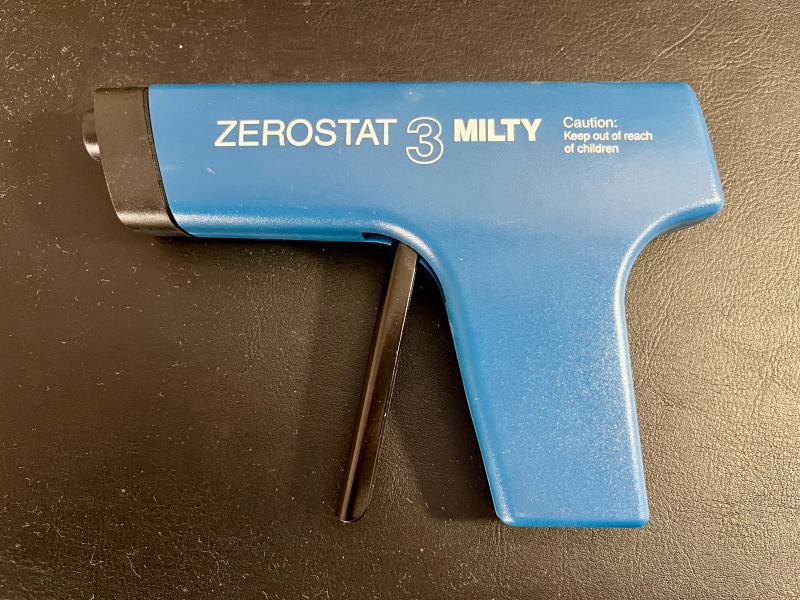 ZEROSTAT 3 MILTY
Caution:
Keep out of reach
of children